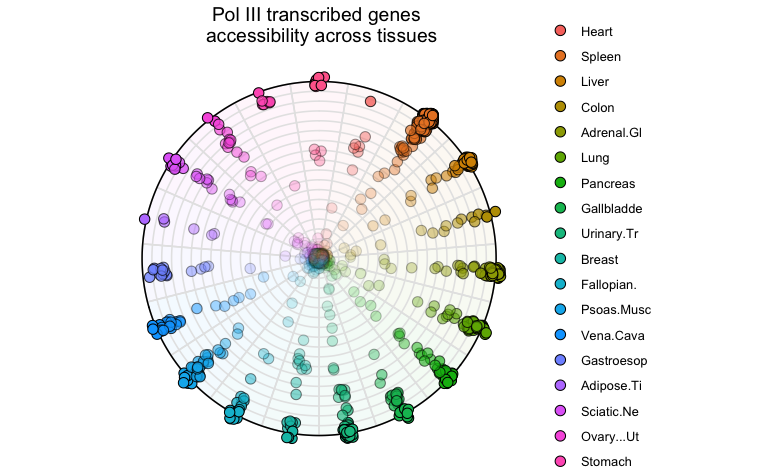 Pol III transcribed genes
accessibility across tissues
Heart
Spleen
Liver
Colon
Adrenal.Gl
Lung
Pancreas
Gallbladde
Urinary.Tr
Breast
Fallopian.
Psoas.Musc
Vena.Cava
Gastroesop
Adipose.Ti
Sciatic.Ne
Ovary...Ut
Stomach